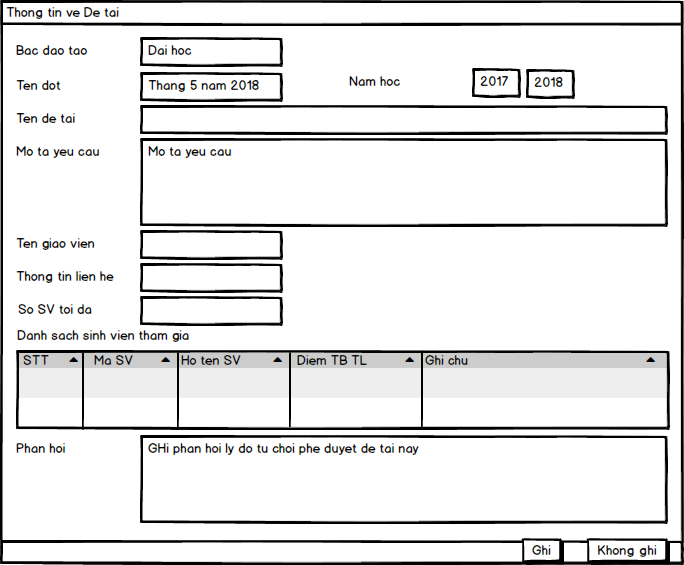 Thong tin ve De tai
Bac dao tao Dai hoc
Ten dot Thang 5 nam 2018 Nam hoc 2017 2018
Ten de tai
Mo ta yeu cau Mo ta yeu cau
Ten giao vien
Thong tin lien he
So SV toi da
Danh sach sinh vien tham gia
STT Ma SV Ho ten SV Diem TB TL Ghi chu
Phan hoi GHi phan hoi ly do tu choi phe duyet de tai nay
Ghi Khong ghi